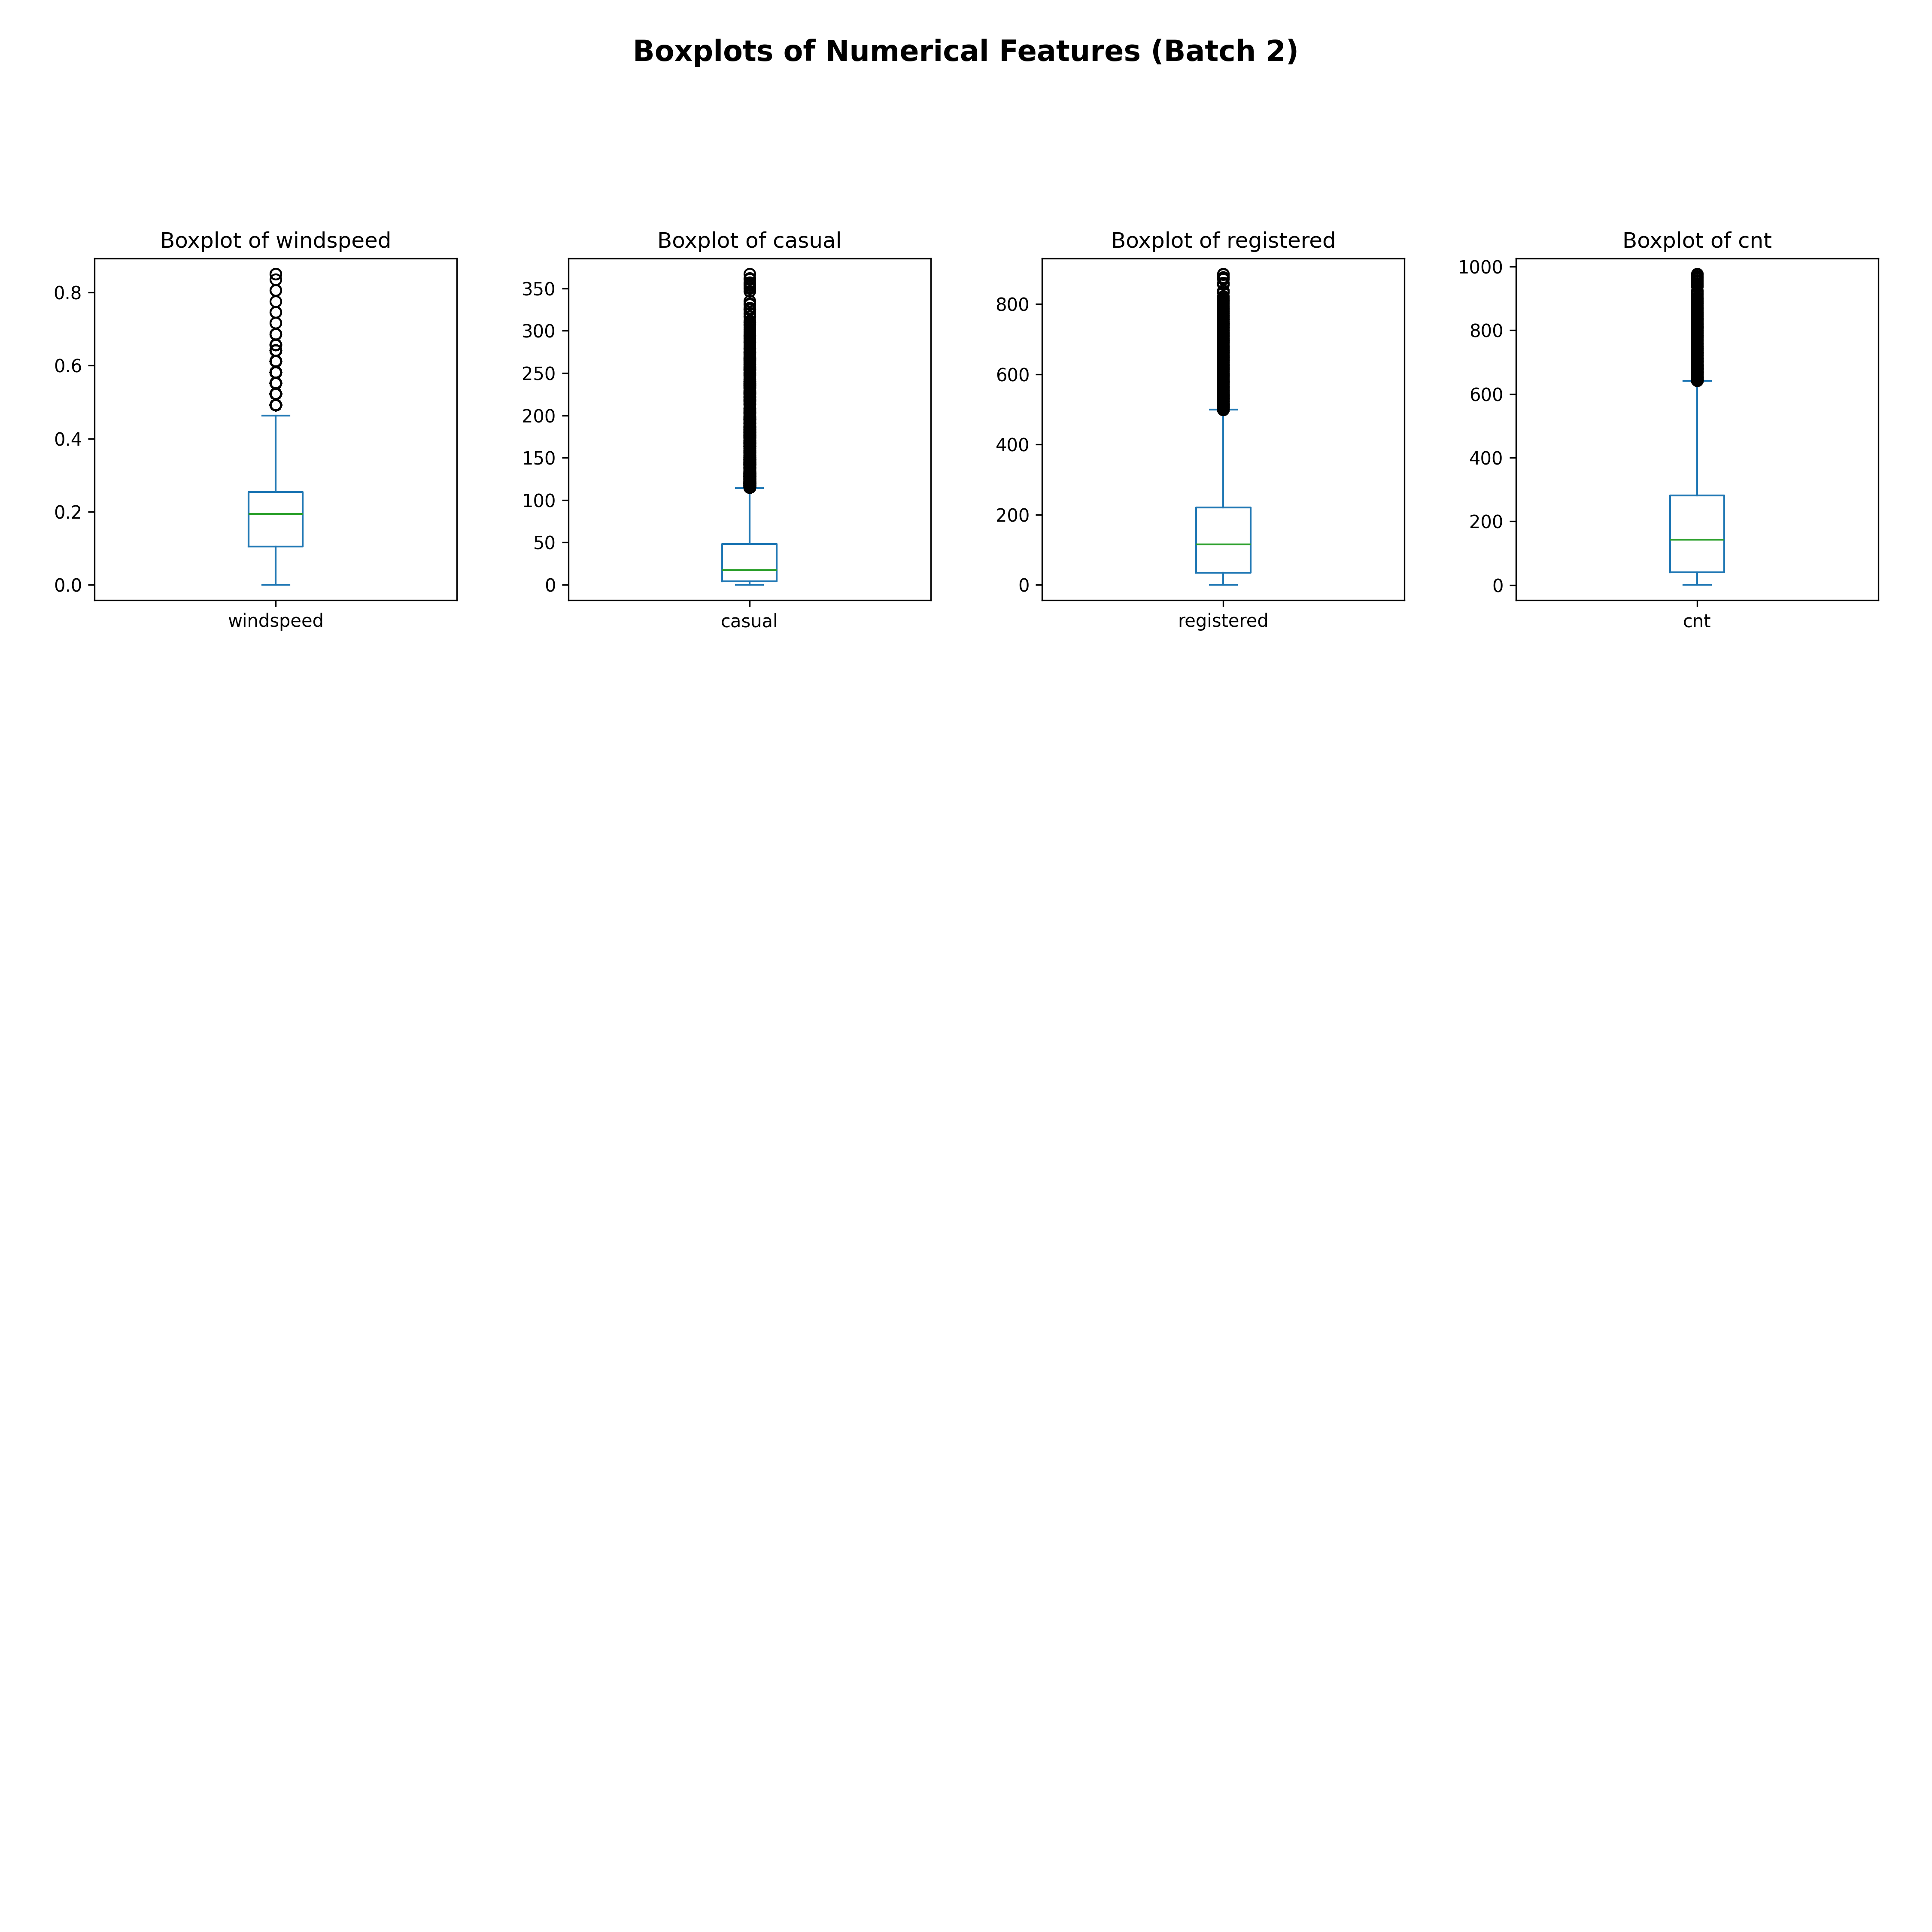 Boxplots of Numerical Features (Batch 2)
Boxplot of windspeed
0.8
0.6
0.4
0.2
0.0
windspeed
Boxplot of casual
350
300
250
200
150
100
50
0
casual
Boxplot of registered
800
600
400
200
0
registered
Boxplot of cnt
1000
800
600
400
200
0
cnt